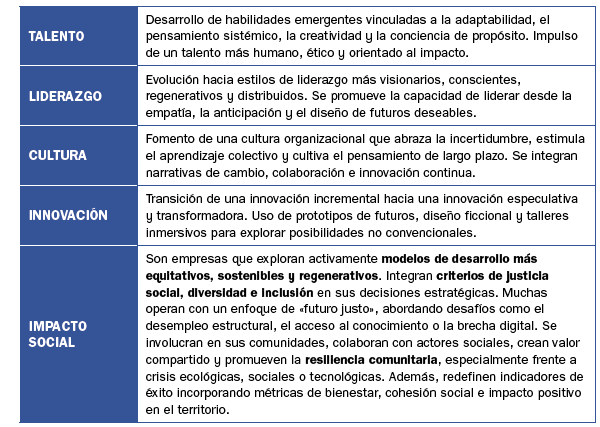 TALENTO
Desarrollo de habilidades emergentes vinculadas a la adaptabilidad, el
pensamiento sistémico, la creatividad y la conciencia de propósito. Impulso
de un talento más humano, ético y orientado al impacto.
LIDERAZGO
Evolución hacia estilos de liderazgo más visionarios, conscientes,
regenerativos y distribuidos. Se promueve la capacidad de liderar desde la
empatía, la anticipación y el diseño de futuros deseables.
CULTURA
Fomento de una cultura organizacional que abraza la incertidumbre, estimula
el aprendizaje colectivo y cultiva el pensamiento de largo plazo. Se integran
narrativas de cambio, colaboración e innovación continua.
INNOVACIÓN
Transición de una innovación incremental hacia una innovación especulativa
y transformadora. Uso de prototipos de futuros, diseño ficcional y talleres
inmersivos para explorar posibilidades no convencionales.
IMPACTO
SOCIAL
Son empresas que exploran activamente modelos de desarrollo más
equitativos, sostenibles y regenerativos. Integran criterios de justicia
social, diversidad e inclusión en sus decisiones estratégicas. Muchas
operan con un enfoque de «futuro justo», abordando desafíos como el
desempleo estructural, el acceso al conocimiento o la brecha digital. Se
involucran en sus comunidades, colaboran con actores sociales, crean valor
compartido y promueven la resiliencia comunitaria, especialmente frente a
crisis ecológicas, sociales o tecnológicas. Además, redefinen indicadores de
éxito incorporando métricas de bienestar, cohesión social e impacto positivo
en el territorio.